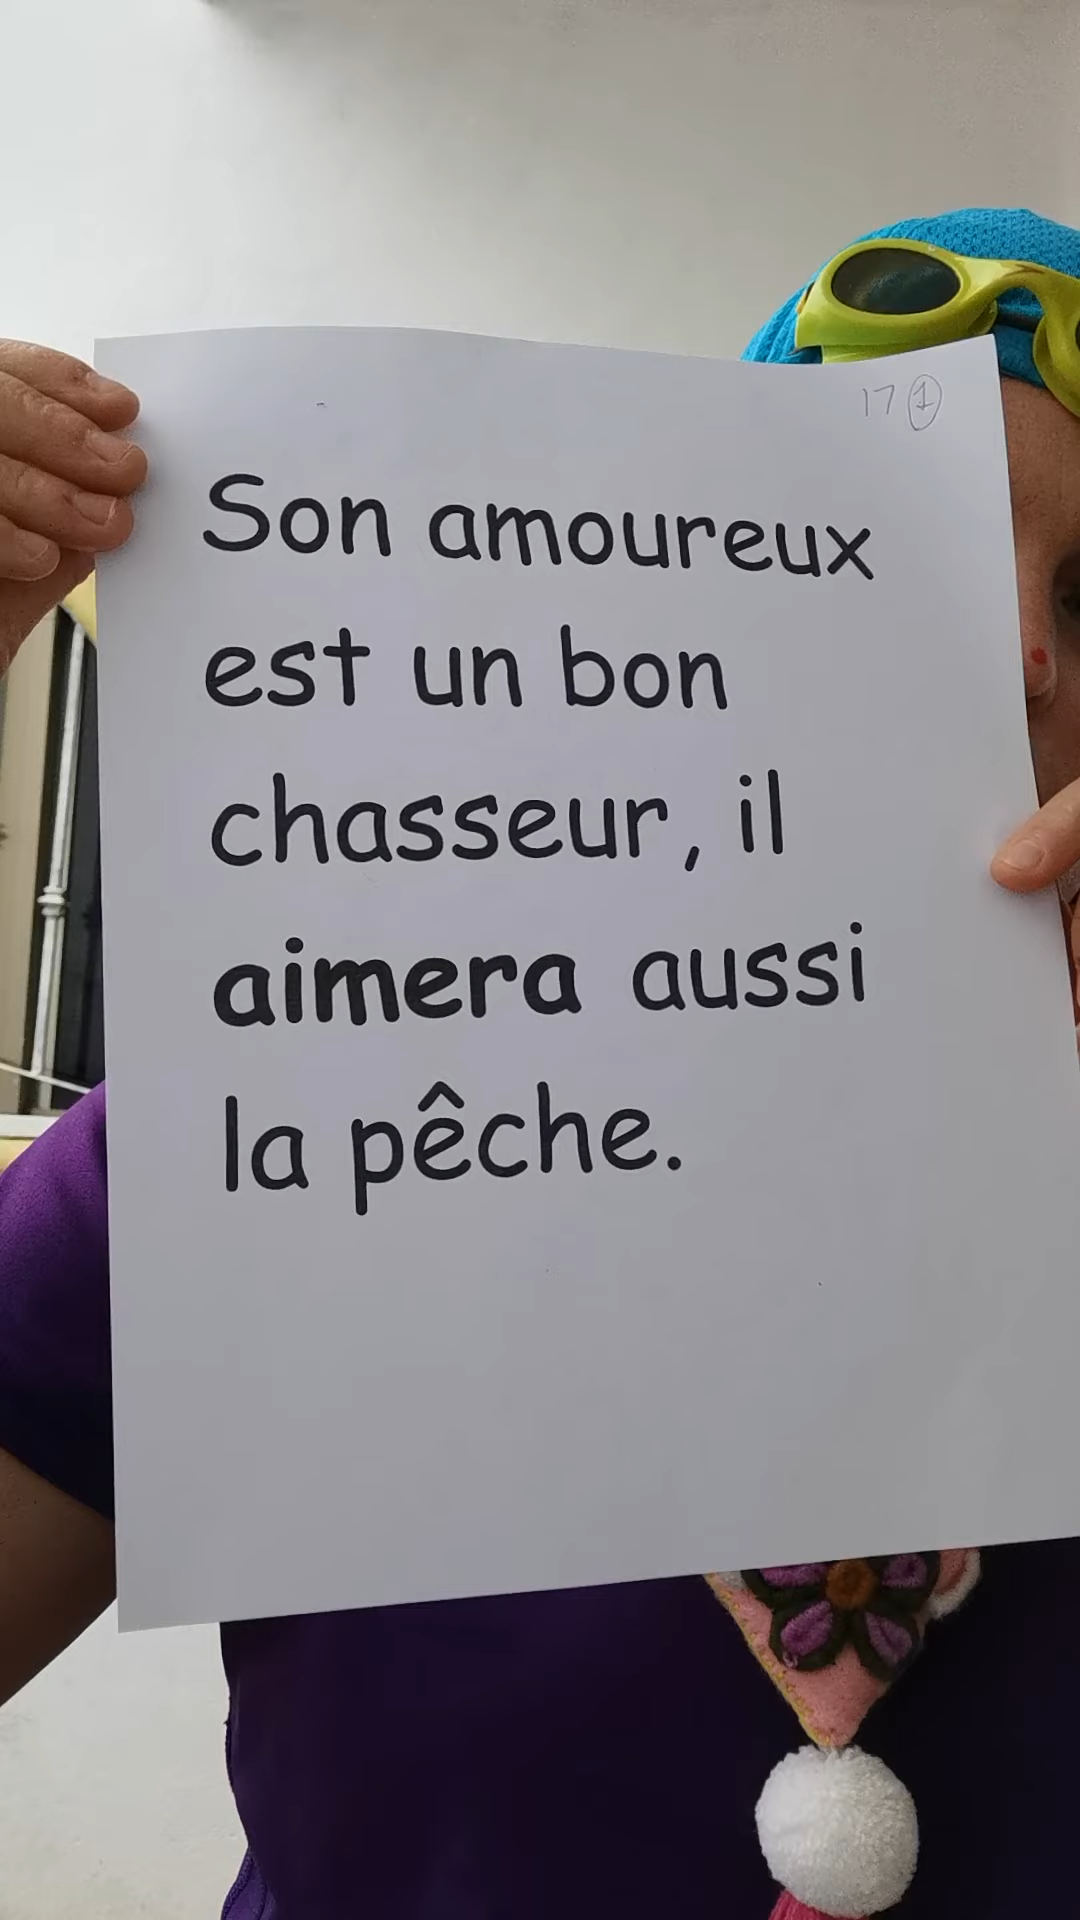 17 1
Son amoureux
est un bon
chasseur, il
aimera aussi
la pêche.